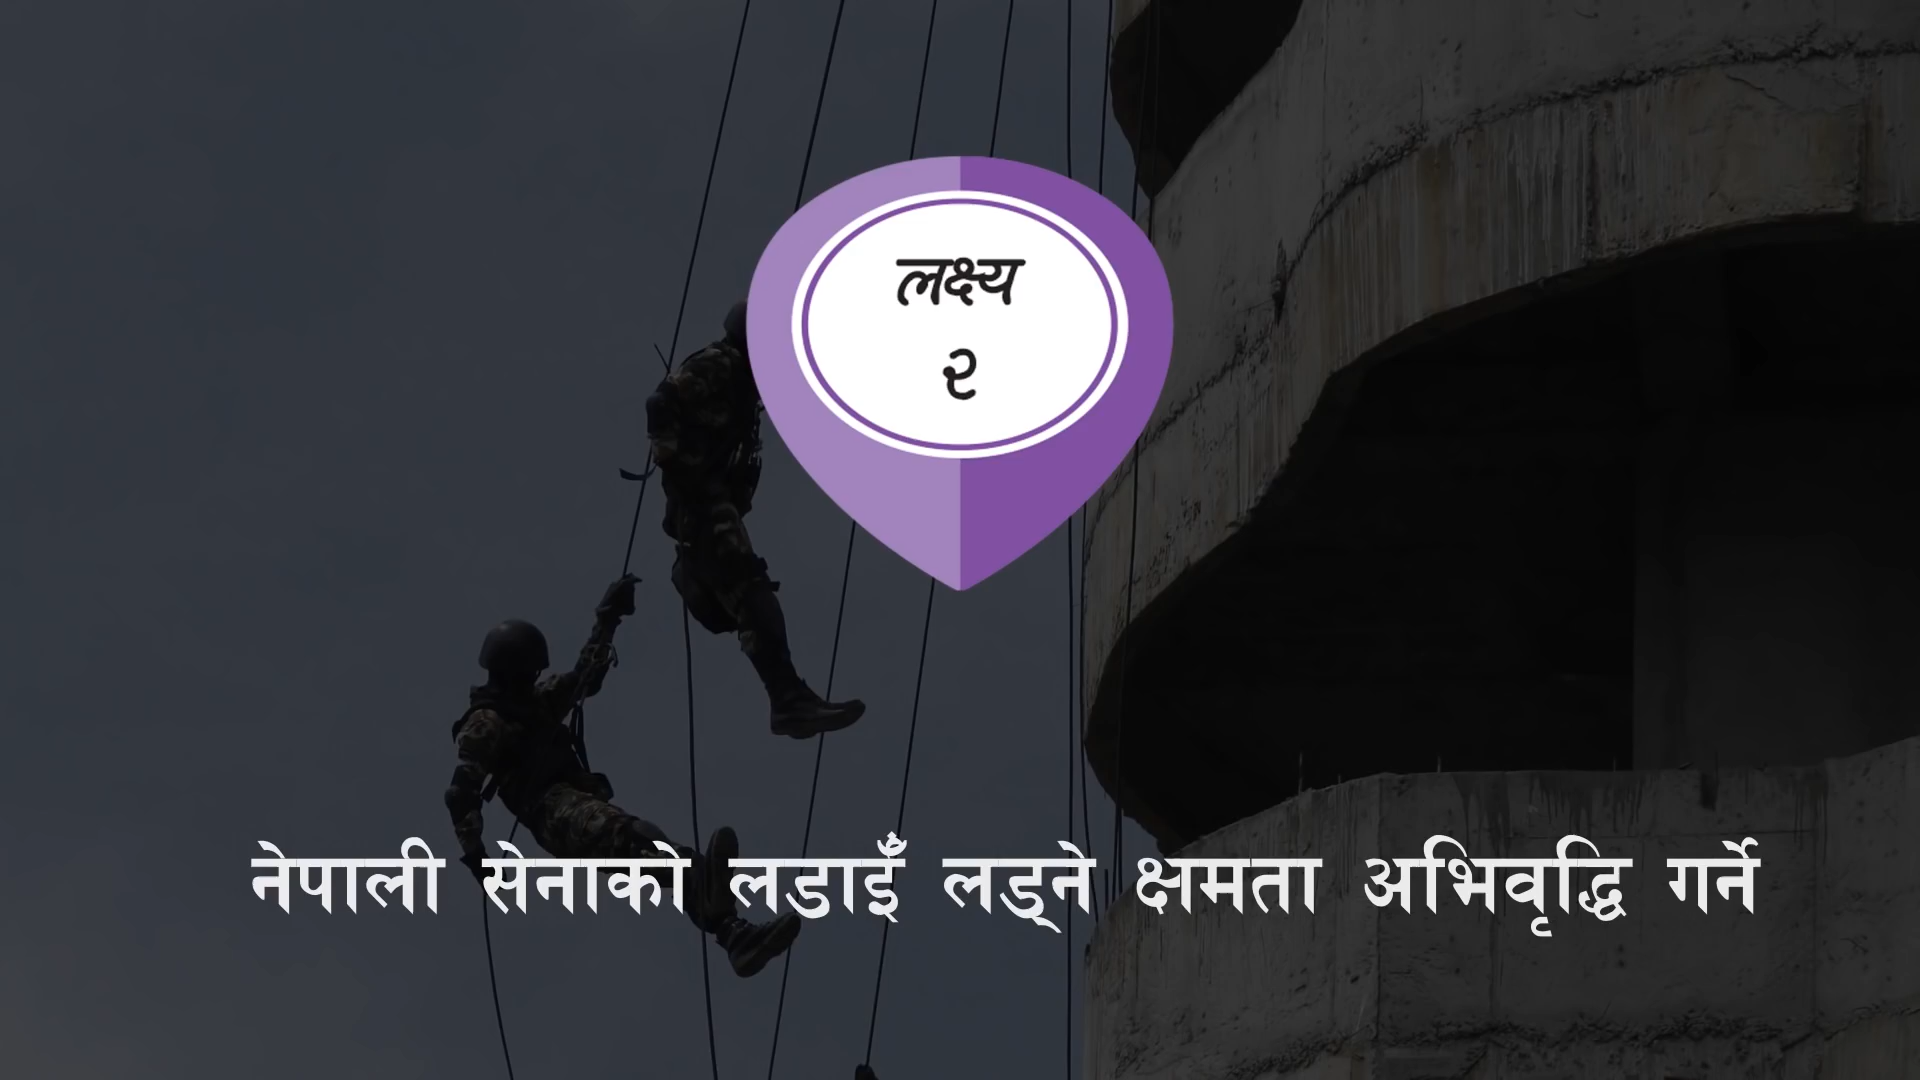 लक्ष्य
२
नेपाली सेनाको लडाइँ लड्ने क्षमता अभिवृद्धि गर्ने